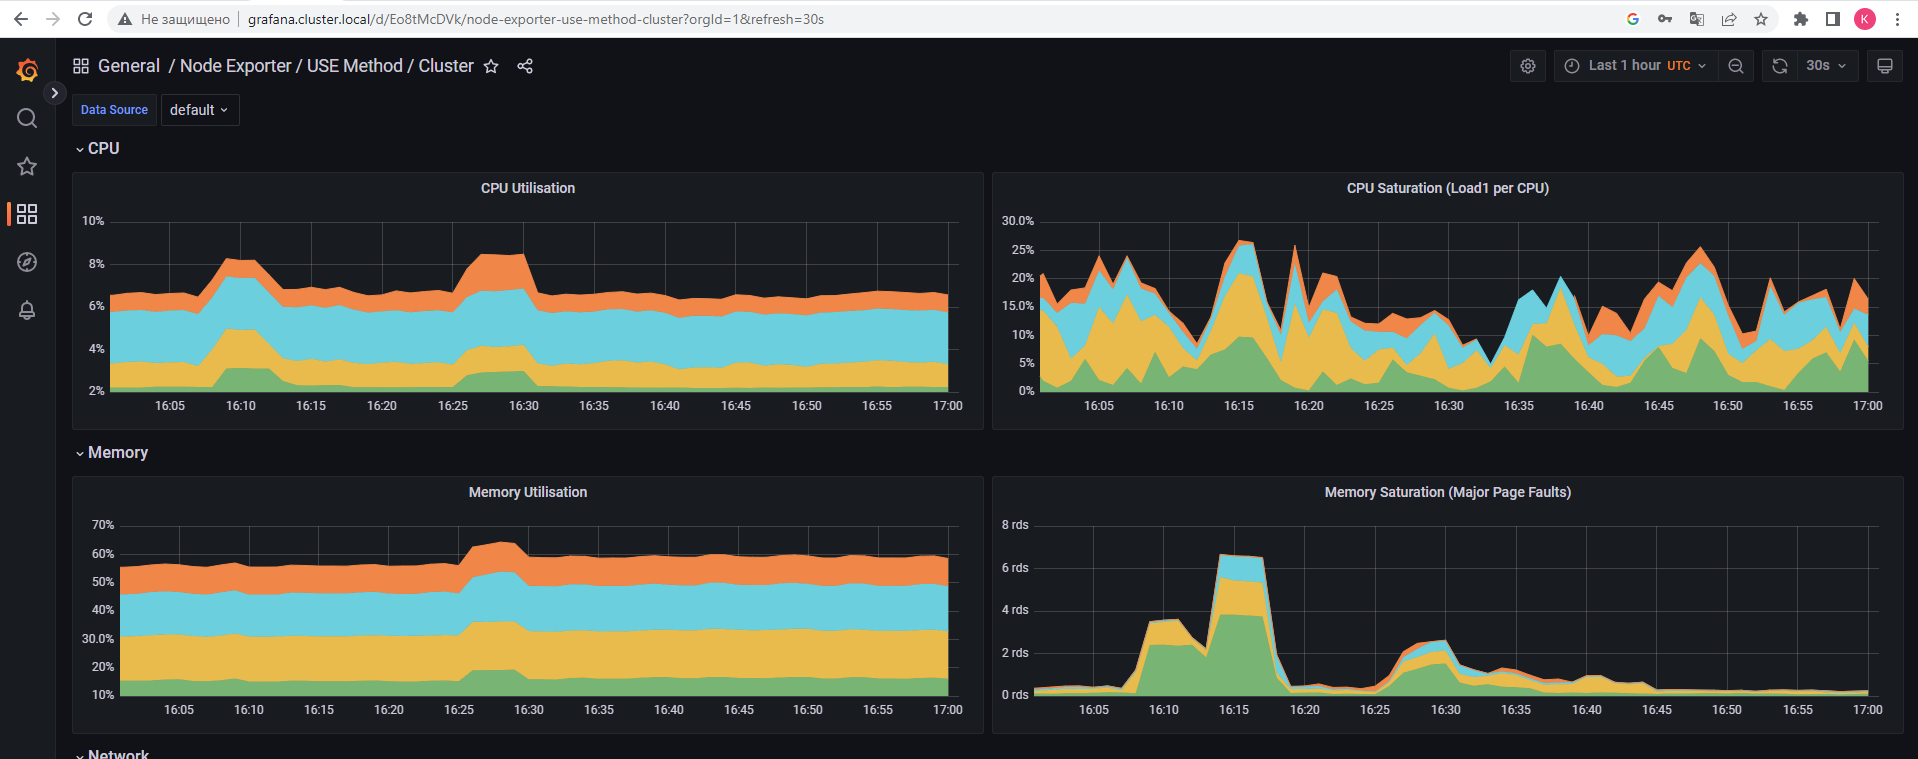 Не защищено grafana.cluster.local/d/Eo8tMcDVk/node-exporter-use-method-cluster?orgId=1&refresh=30s K
General / Node Exporter / USE Method / Cluster Last 1 hour UTC 30s
Data Source default
CPU
CPU Utilisation
10%
8%
6%
4%
2%
16:05 16:10 16:15 16:20 16:25 16:30 16:35 16:40 16:45 16:50 16:55 17:00
CPU Saturation (Load1 per CPU)
30.0%
25%
20%
15.0%
10%
5%
0%
16:05 16:10 16:15 16:20 16:25 16:30 16:35 16:40 16:45 16:50 16:55 17:00
Memory
Memory Utilisation
70%
60%
50%
40%
30.0%
20%
10%
16:05 16:10 16:15 16:20 16:25 16:30 16:35 16:40 16:45 16:50 16:55 17:00
Memory Saturation (Major Page Faults)
8 rds
6 rds
4 rds
2 rds
0 rds
16:05 16:10 16:15 16:20 16:25 16:30 16:35 16:40 16:45 16:50 16:55 17:00
Network